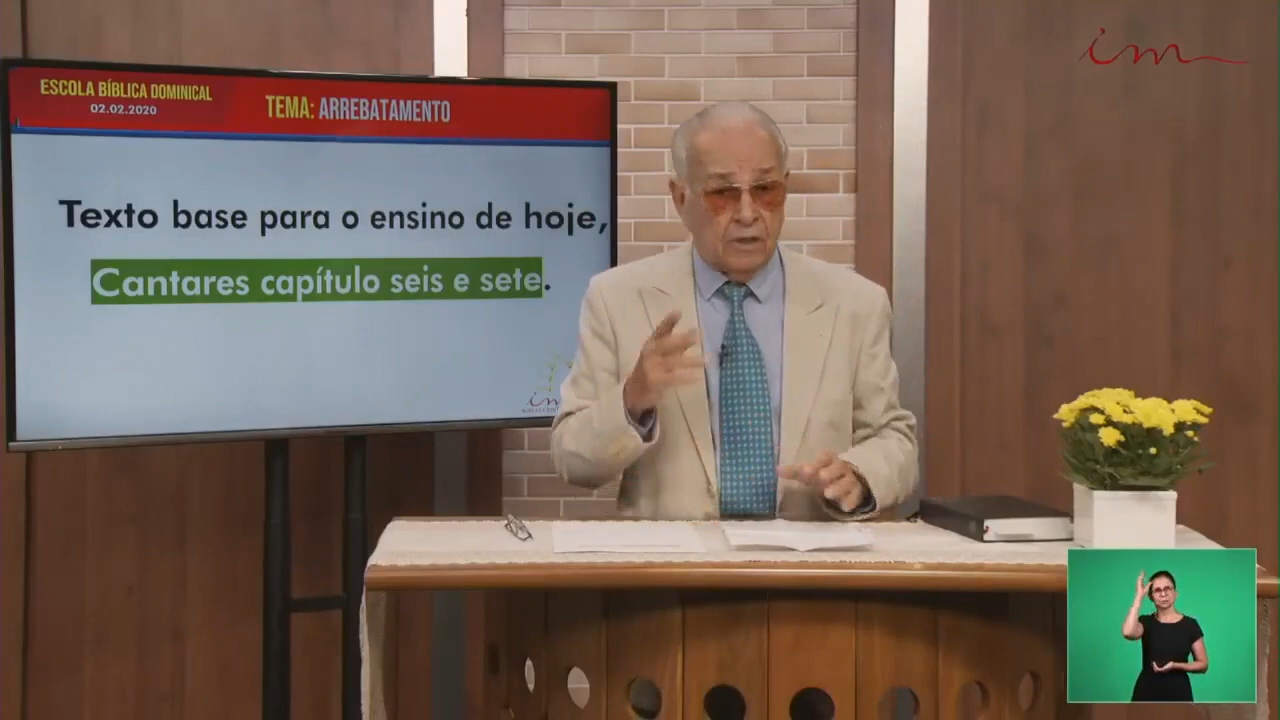 ESCOLA BÍBLICA DOMINICAL
02.02.2020
TEMA: ARREBATAMENTO
Texto base para o ensino de hoje,
Cantares capítulo seis e sete.
im
im